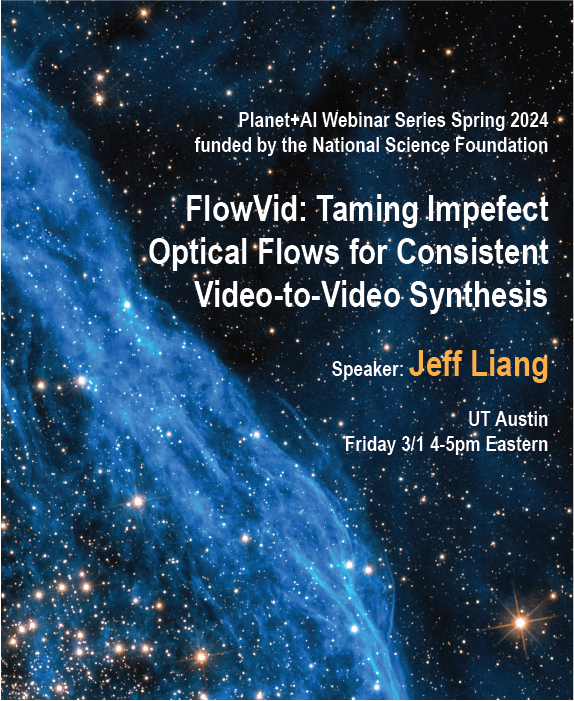 Planet+AI Webinar Series Spring 2024
funded by the National Science Foundation
FlowVid: Taming Impefect
Optical Flows for Consistent
Video-to-Video Synthesis
Speaker: Jeff Liang
UT Austin
Friday 3/1 4-5pm Eastern